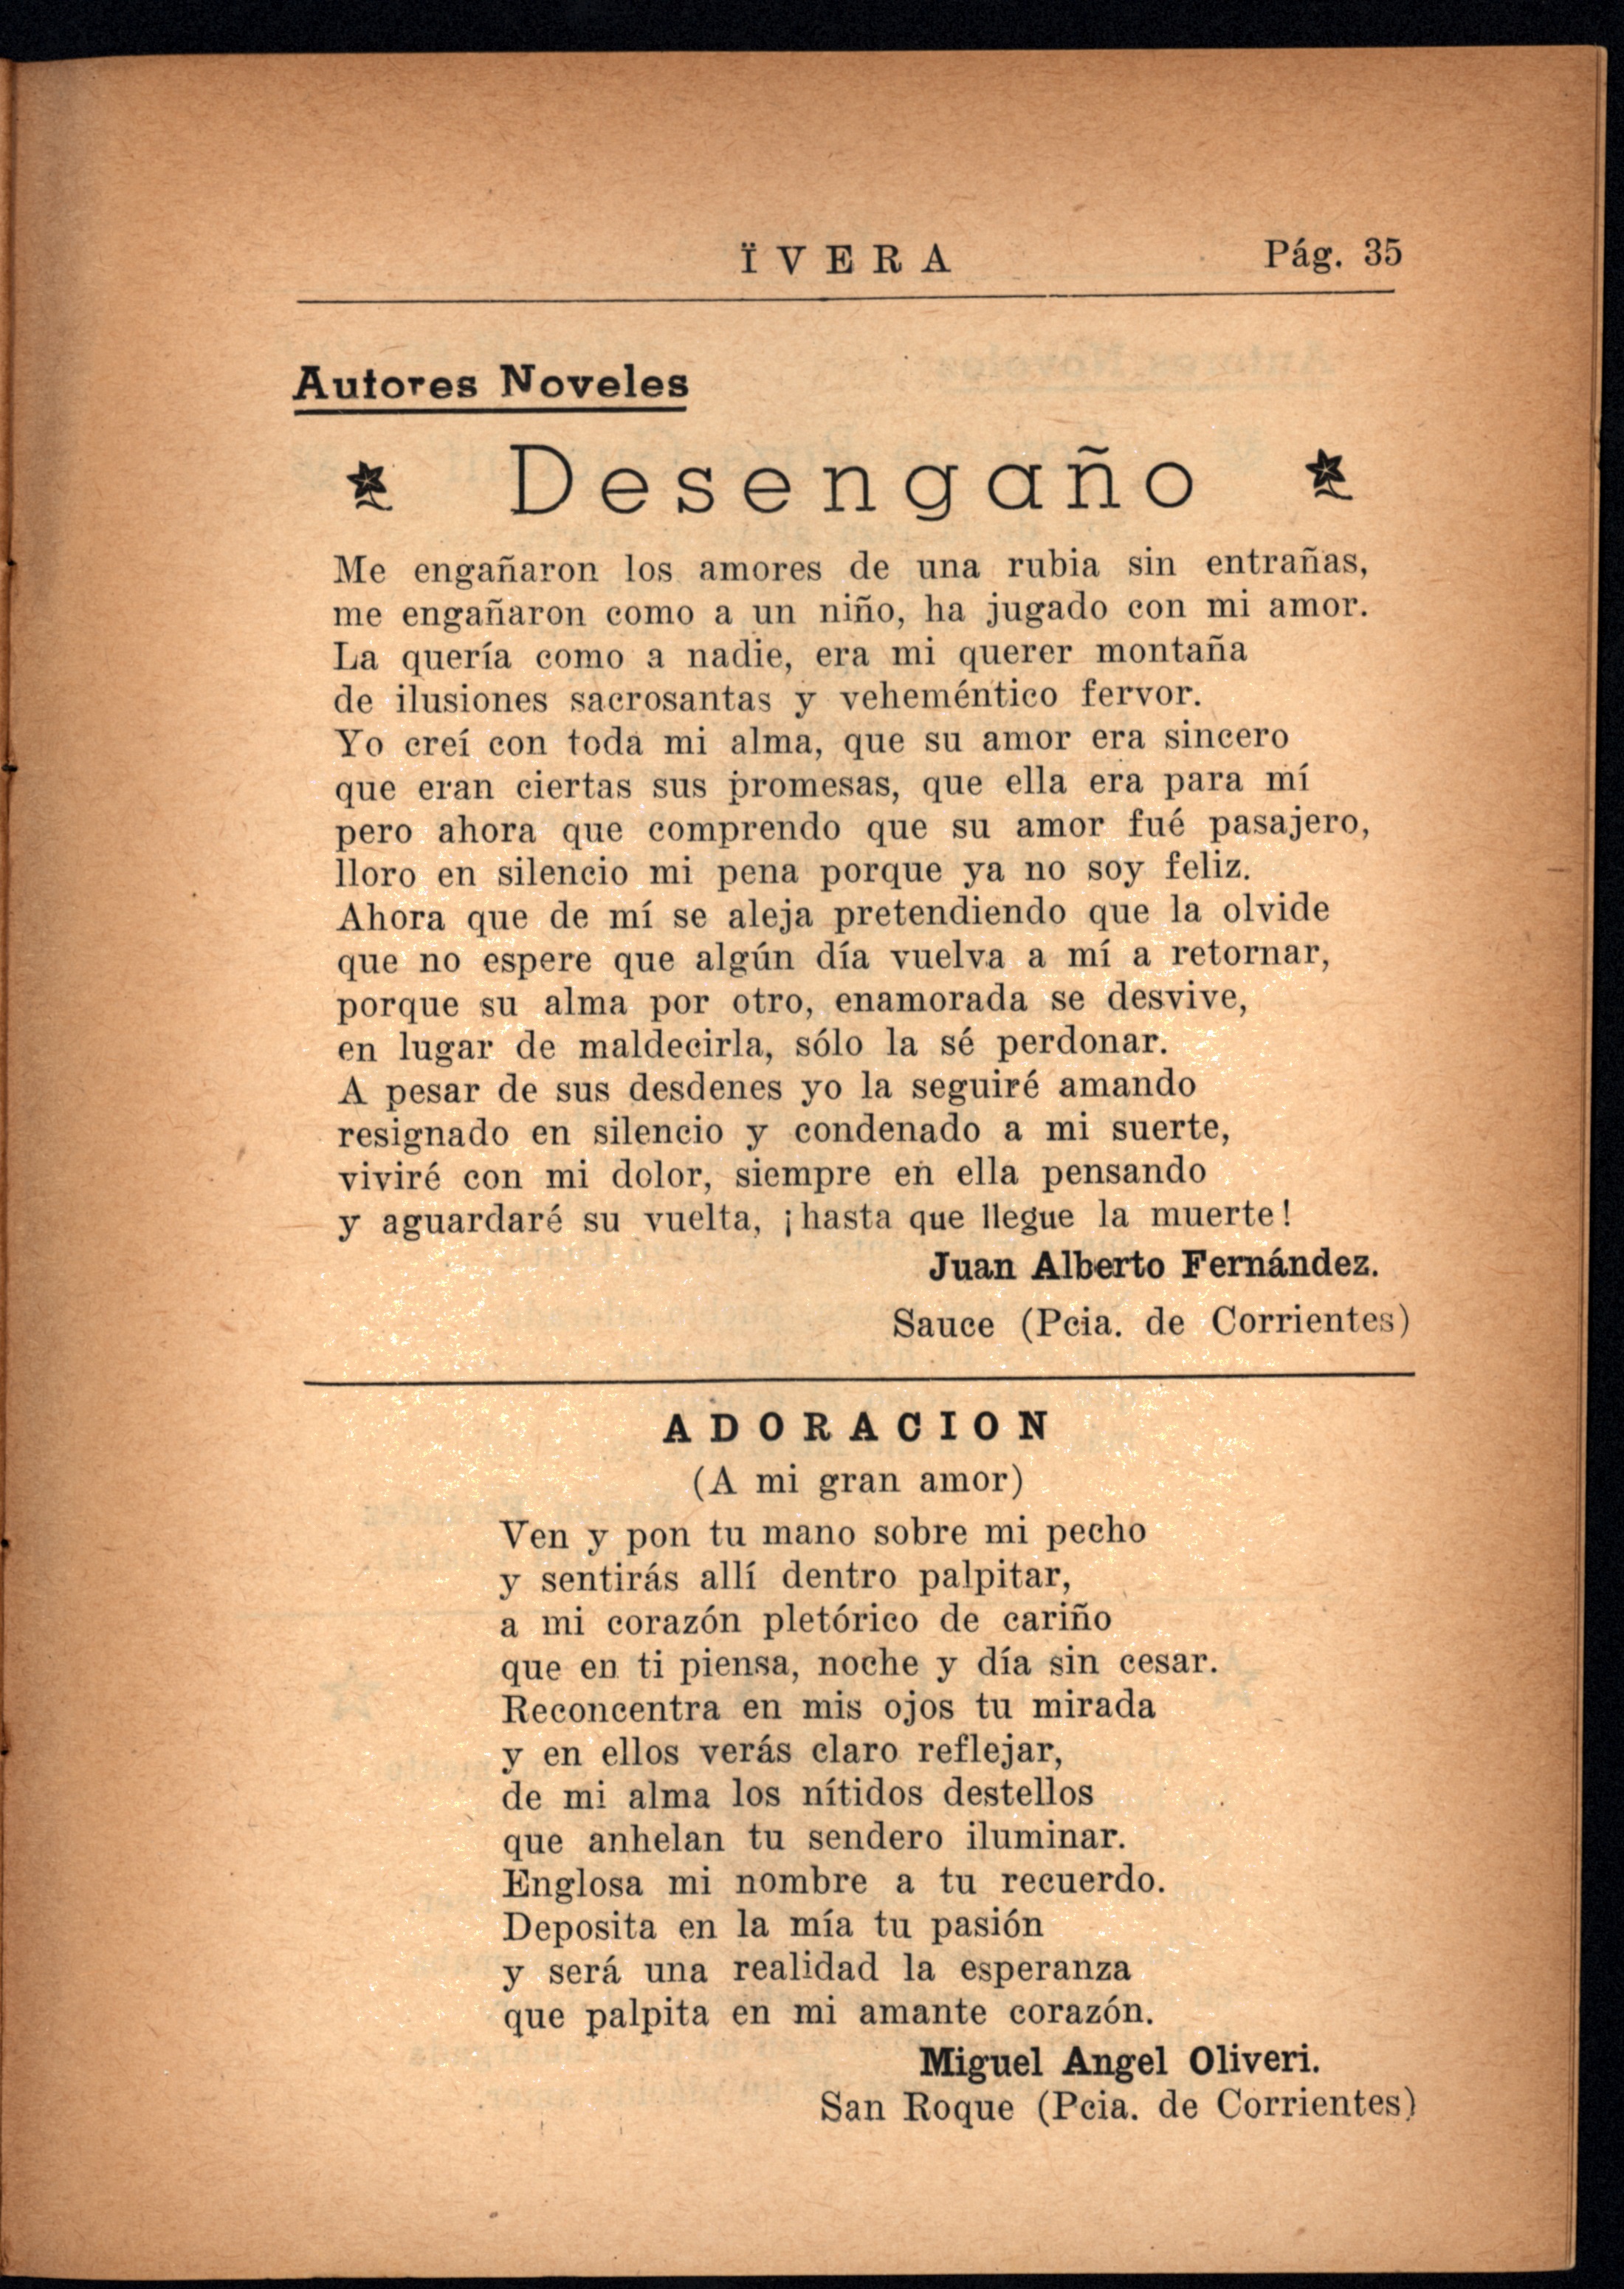 ÏVERA
Pág. 35
Autores Noveles
Desengaño
Me engañaron los amores de una rubia sin entrañas,
me engañaron como a un niño, ha jugado con mi amor.
La quería como a nadie, era mi querer montaña
de ilusiones sacrosantas y veheméntico fervor.
Yo creí con toda mi alma, que su amor era sincero
que eran ciertas sus promesas, que ella era para mí
pero ahora que comprendo que su amor fué pasajero,
lloro en silencio mi pena porque ya no soy feliz.
Ahora que de mí se aleja pretendiendo que la olvide
que no espere que algún día vuelva a mí a retornar,
porque su alma por otro, enamorada se desvive,
en lugar de maldecirla, sólo la sé perdonar.
A pesar de sus desdenes yo la seguiré amando
resignado en silencio y condenado a mi suerte,
viviré con mi dolor, siempre en ella pensando
y aguardaré su vuelta, ¡hasta que llegue la muerte!
Juan Alberto Fernández.
Sauce (Pcia. de Corrientes)
ADORACION
(A mi gran amor)
Ven y pon tu mano sobre mi pecho
y sentirás allí dentro palpitar,
a mi corazón pletórico de cariño
que en ti piensa, noche y día sin cesar.
Reconcentra en mis ojos tu mirada
y en ellos verás claro reflejar,
de mi alma los nítidos destellos
que anhelan tu sendero iluminar.
Englosa mi nombre a tu recuerdo.
Deposita en la mía tu pasión
y será una realidad la esperanza
que palpita en mi amante corazón.
Miguel Angel Oliveri.
San Roque (Pcia. de Corrientes)